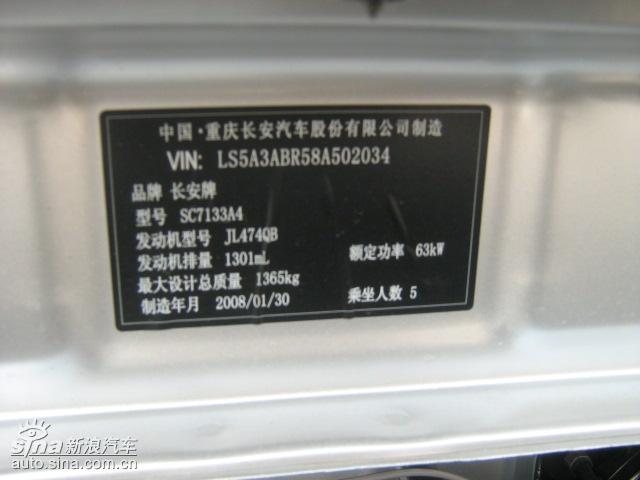 中国·重庆长安汽车股份有限公司制造
VIN: LS5A3ABR58A502034
品牌 长安牌
型号 SC7133A4
发动机型号 JL474QB
发动机排量 1301mL 额定功率 63kW
最大设计总质量 1365kg
制造年月 2008/01/30 乘坐人数 5
sina新浪汽车
auto.sina.com.cn